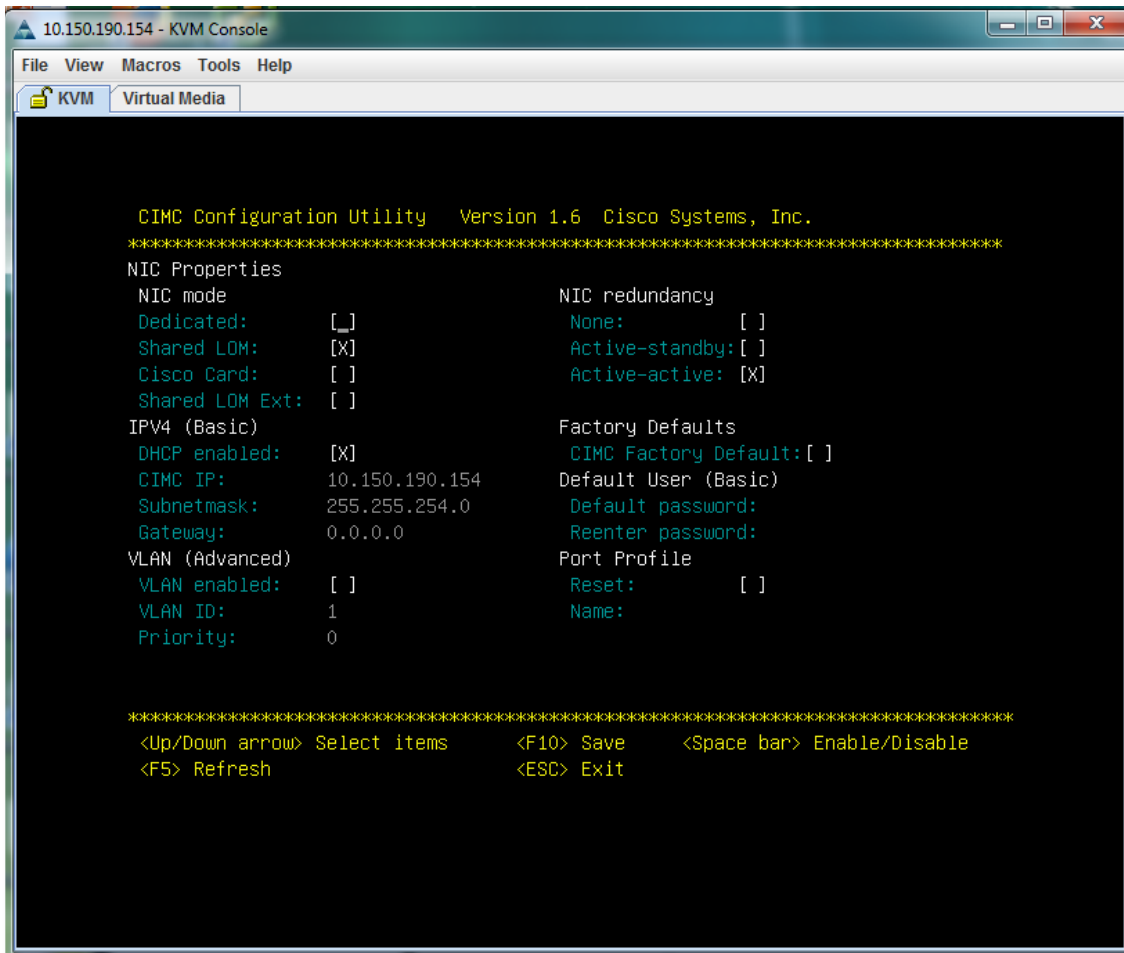 10.150.190.154 - KVM Console
File View Macros Tools Help
KVM Virtual Media
CIMC Configuration Utility Version 1.6 Cisco Systems, Inc.
********************************************************************************
NIC Properties
NIC mode NIC redundancy
Dedicated: [_] None: [ ]
Shared LOM: [X] Active-standby:[ ]
Cisco Card: [ ] Active-active: [X]
Shared LOM Ext: [ ]
IPV4 (Basic) Factory Defaults
DHCP enabled: [X] CIMC Factory Default:[ ]
CIMC IP: 10.150.190.154 Default User (Basic)
Subnetmask: 255.255.254.0 Default password:
Gateway: 0.0.0.0 Reenter password:
VLAN (Advanced) Port Profile
VLAN enabled: [ ] Reset: [ ]
VLAN ID: 1 Name:
Priority: 0
*********************************************************************************
<Up/Down arrow> Select items <F10> Save <Space bar> Enable/Disable
<F5> Refresh <ESC> Exit